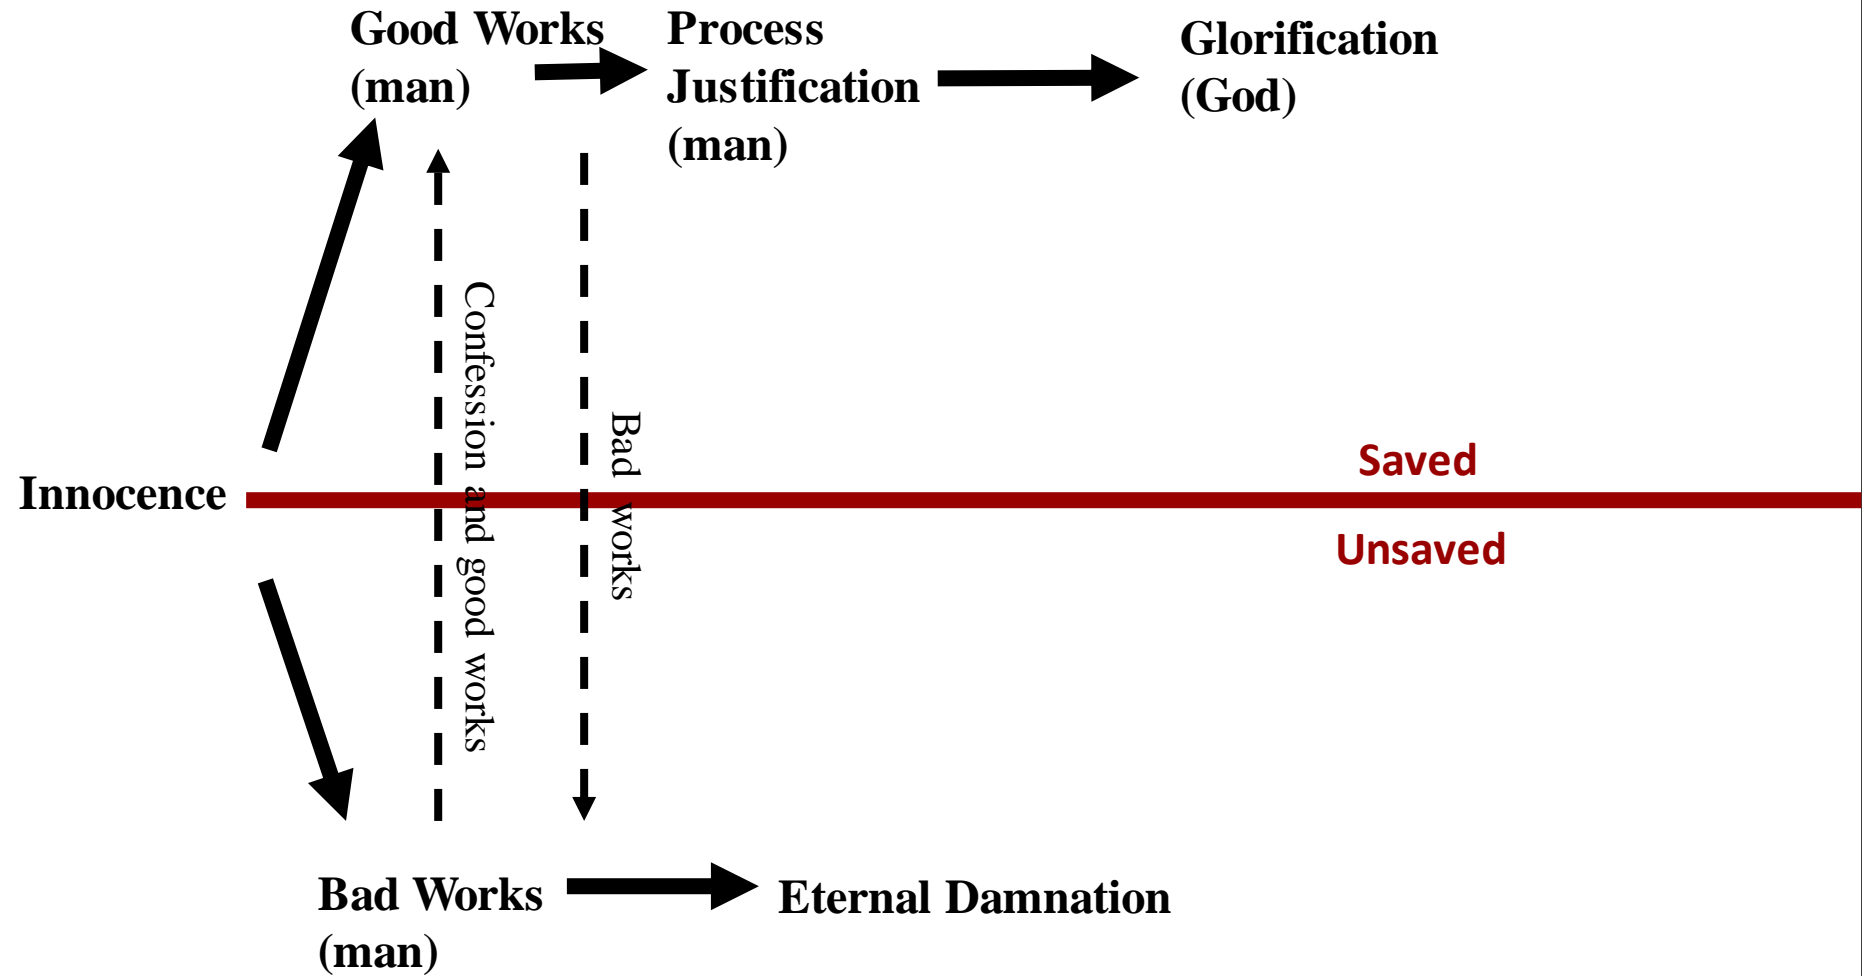 Good Works
(man)
Process
Justification
(man)
Glorification
(God)
Confession and good works
Bad works
Innocence
Saved
Unsaved
Bad Works
(man)
Eternal Damnation